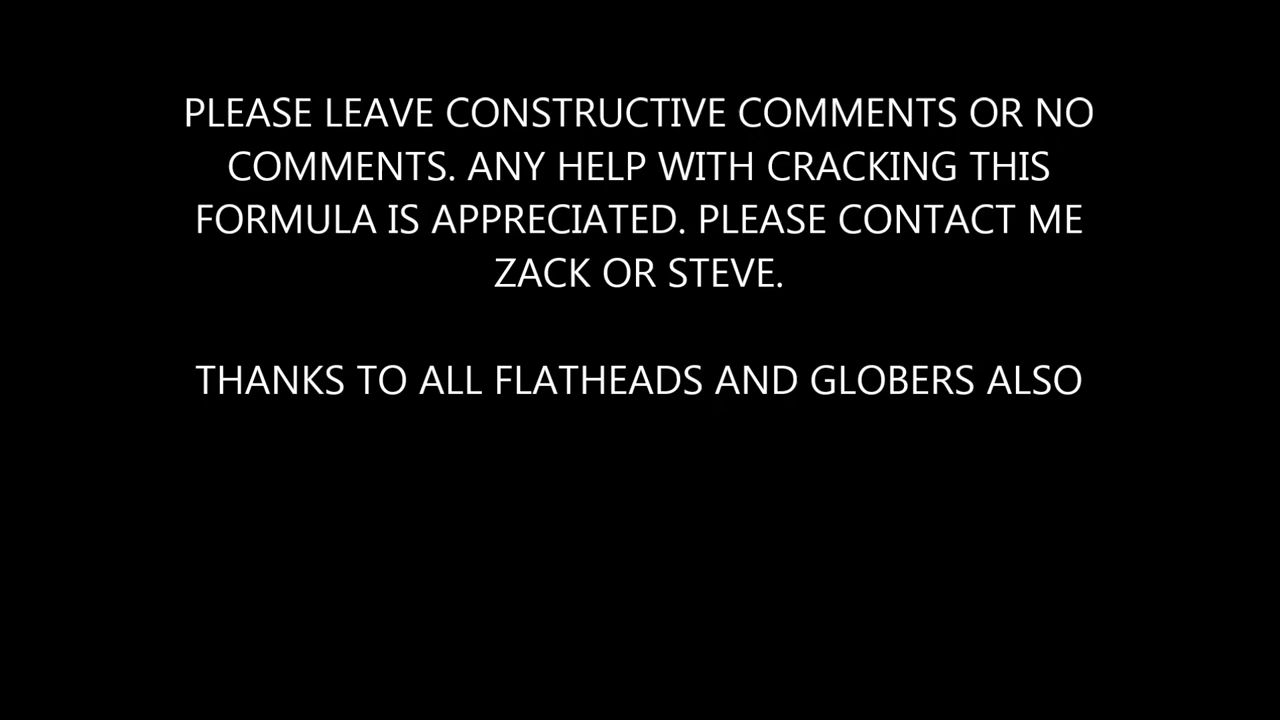 PLEASE LEAVE CONSTRUCTIVE COMMENTS OR NO
COMMENTS. ANY HELP WITH CRACKING THIS
FORMULA IS APPRECIATED. PLEASE CONTACT ME
ZACK OR STEVE.
THANKS TO ALL FLATHEADS AND GLOBERS ALSO